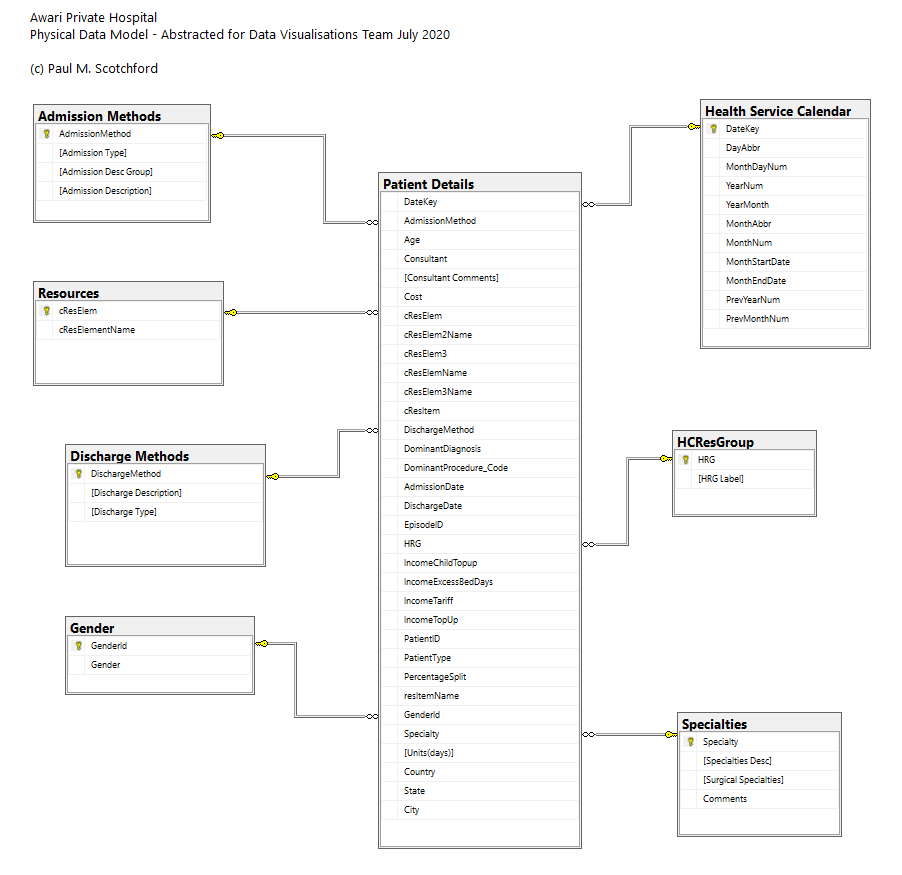 Awari Private Hospital
Physical Data Model - Abstracted for Data Visualisations Team July 2020
(c) Paul M. Scotchford
Admission Methods
AdmissionMethod
[Admission Type]
[Admission Desc Group]
[Admission Description]
Resources
cResElem
cResElementName
Discharge Methods
DischargeMethod
[Discharge Description]
[Discharge Type]
Gender
GenderId
Gender
Patient Details
DateKey
AdmissionMethod
Age
Consultant
[Consultant Comments]
Cost
cResElem
cResElem2Name
cResElem3
cResElemName
cResElem3Name
cResItem
DischargeMethod
DominantDiagnosis
DominantProcedure_Code
AdmissionDate
DischargeDate
EpisodeID
HRG
IncomeChildTopup
IncomeExcessBedDays
IncomeTariff
IncomeTopUp
PatientID
PatientType
PercentageSplit
resItemName
GenderId
Specialty
[Units(days)]
Country
State
City
Health Service Calendar
DateKey
DayAbbr
MonthDayNum
YearNum
YearMonth
MonthAbbr
MonthNum
MonthStartDate
MonthEndDate
PrevYearNum
PrevMonthNum
HCResGroup
HRG
[HRG Label]
Specialties
Specialty
[Specialties Desc]
[Surgical Specialties]
Comments